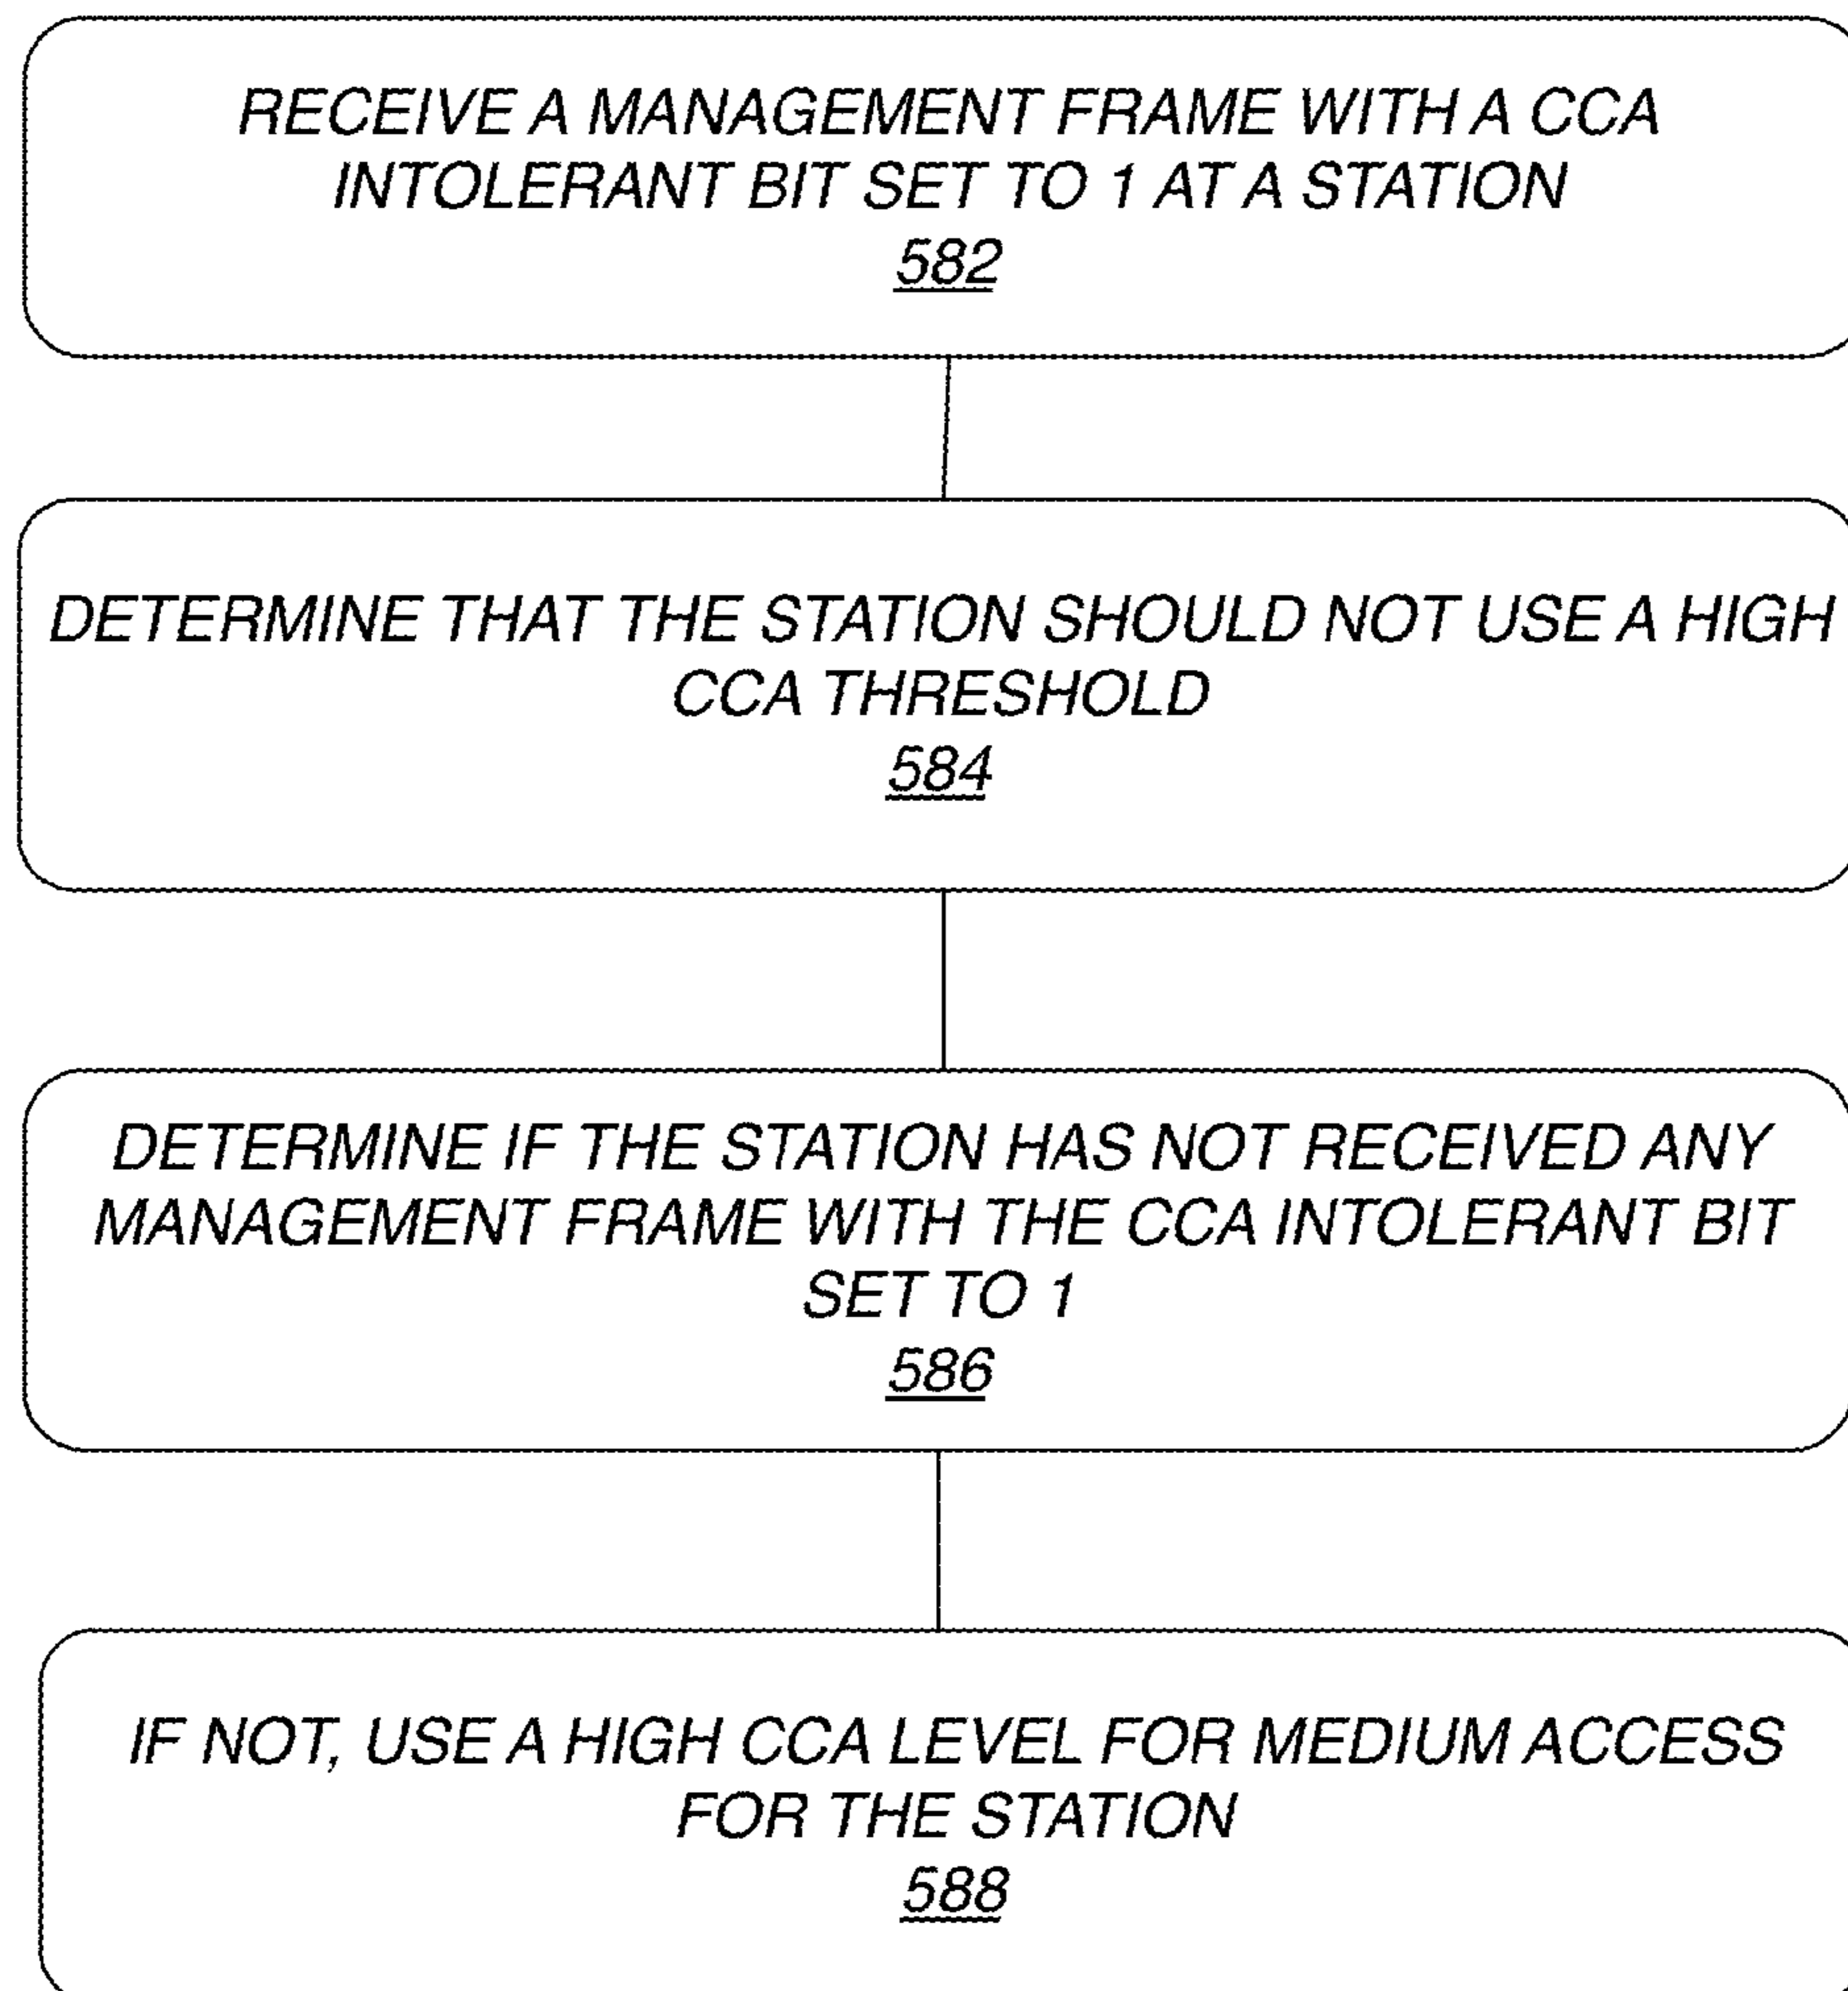 RECEIVE A MANAGEMENT FRAME WITH A CCA
INTOLERANT BIT SET TO 1 AT A STATION
582
DETERMINE THAT THE STATION SHOULD NOT USE A HIGH
CCA THRESHOLD
584
DETERMINE IF THE STATION HAS NOT RECEIVED ANY
MANAGEMENT FRAME WITH THE CCA INTOLERANT BIT
SET TO 1
586
IF NOT, USE A HIGH CCA LEVEL FOR MEDIUM ACCESS
FOR THE STATION
588